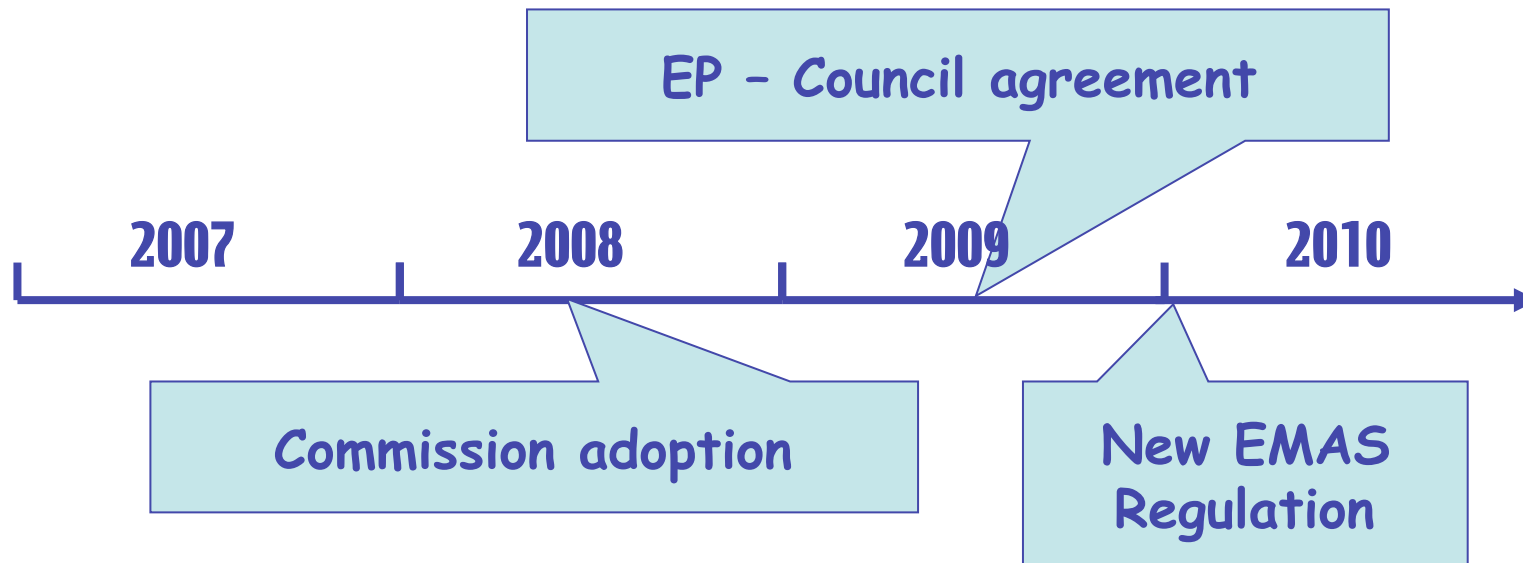 EP – Council agreement
2007 2008 2009 2010
Commission adoption
New EMAS
Regulation